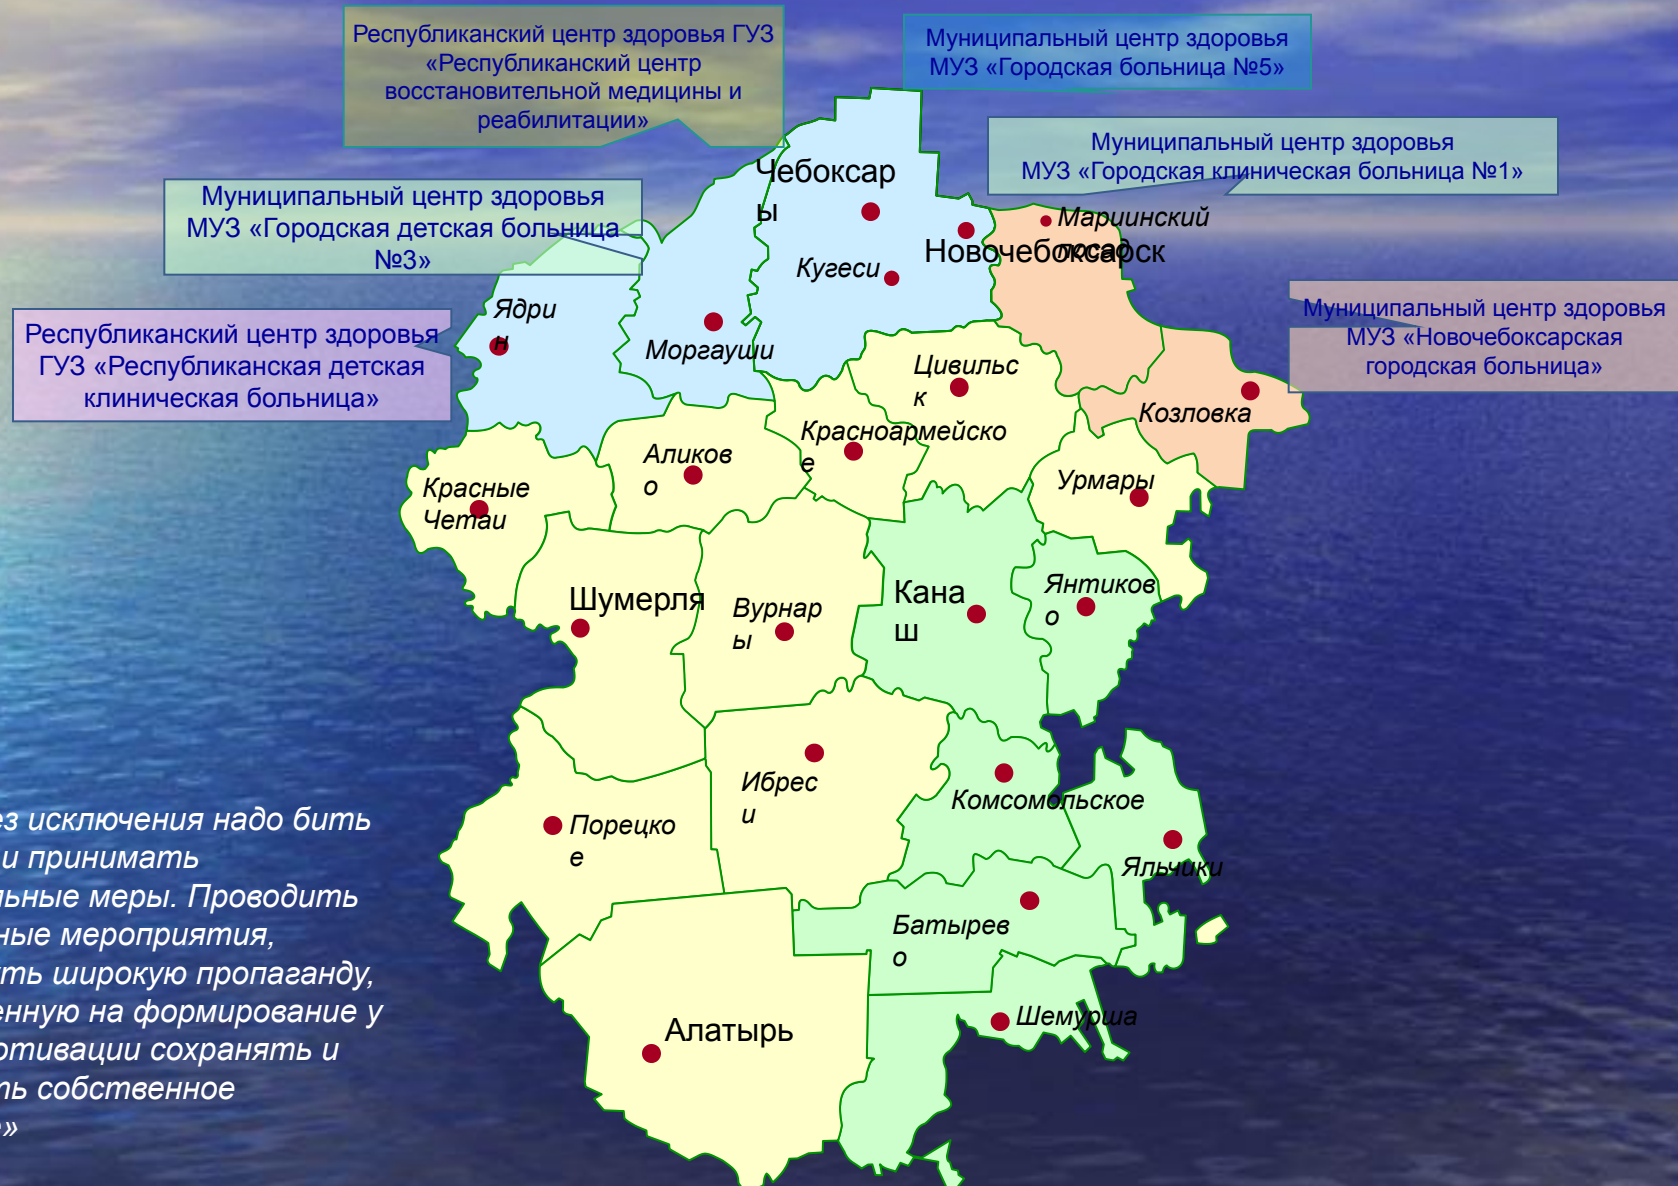 Республиканский центр здоровья ГУЗ
«Республиканский центр
восстановительной медицины и
реабилитации»
Муниципальный центр здоровья
МУЗ «Городская больница №5»
Муниципальный центр здоровья
МУЗ «Городская клиническая больница №1»
Муниципальный центр здоровья
МУЗ «Городская детская больница
№3»
Республиканский центр здоровья
ГУЗ «Республиканская детская
клиническая больница»
Муниципальный центр здоровья
МУЗ «Новочебоксарская
городская больница»
Чебоксар
ы
Мариинский
посад
Новочебоксарск
Кугеси
Ядри
н
Моргауши
Цивильс
к
Козловка
Красноармейско
е
Аликов
о
Урмары
Красные
Четаи
Шумерля
Вурнар
ы
Кана
ш
Янтиков
о
Ибрес
и
Комсомольское
Порецко
е
Яльчики
Батырев
о
Шемурша
Алатырь
ез исключения надо бить
и принимать
льные меры. Проводить
ные мероприятия,
ть широкую пропаганду,
енную на формирование у
отивации сохранять и
ть собственное
»